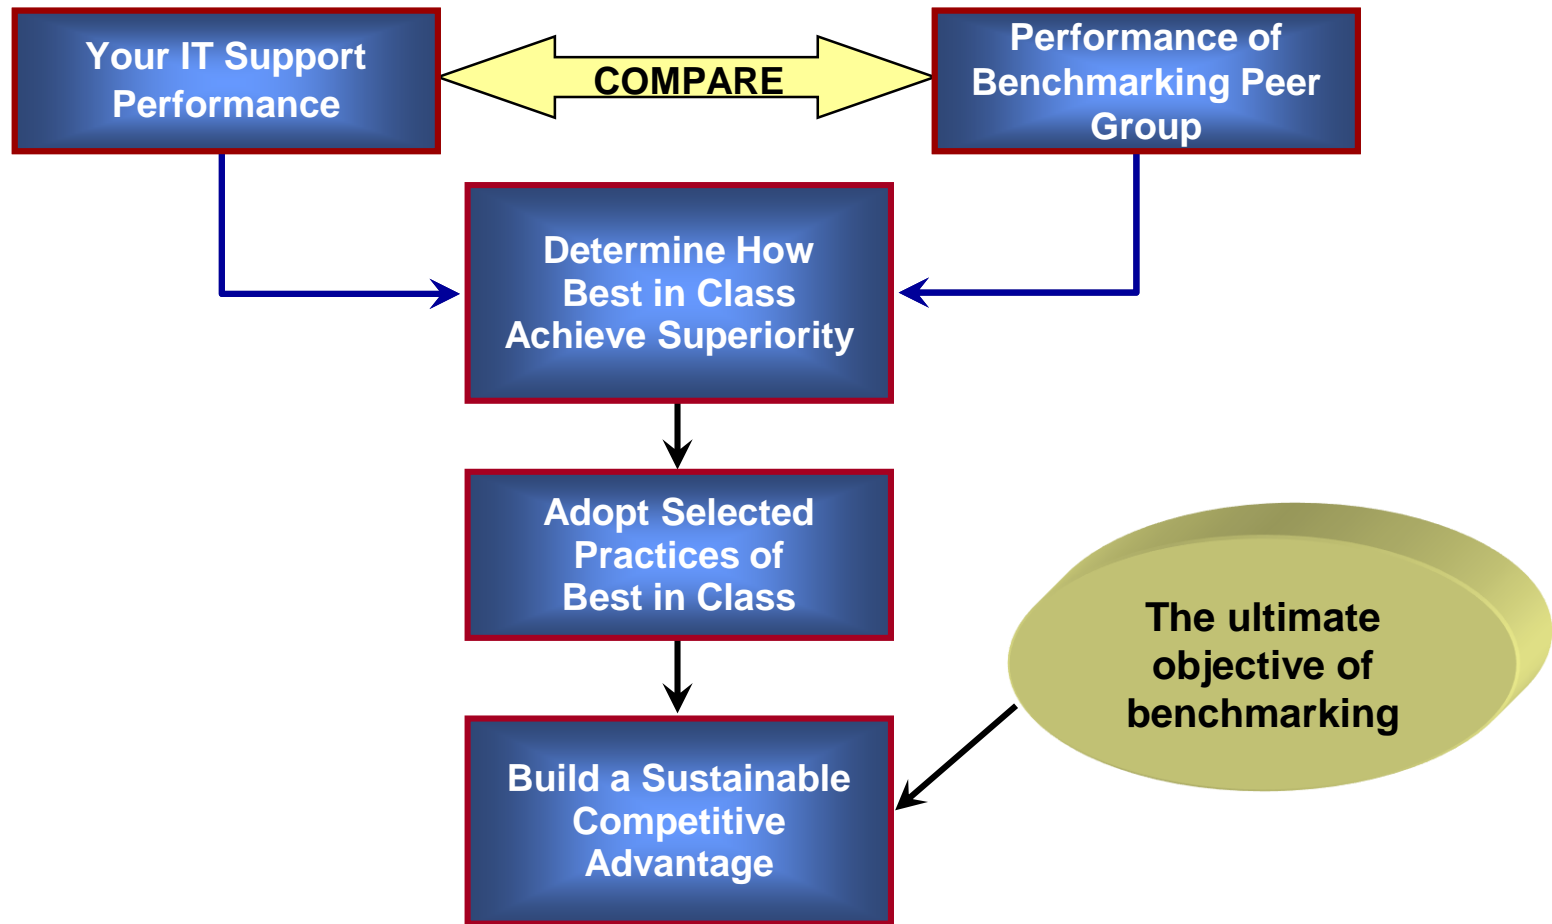 Your IT Support
Performance
COMPARE
Performance of
Benchmarking Peer
Group
Determine How
Best in Class
Achieve Superiority
Adopt Selected
Practices of
Best in Class
The ultimate
objective of
benchmarking
Build a Sustainable
Competitive
Advantage